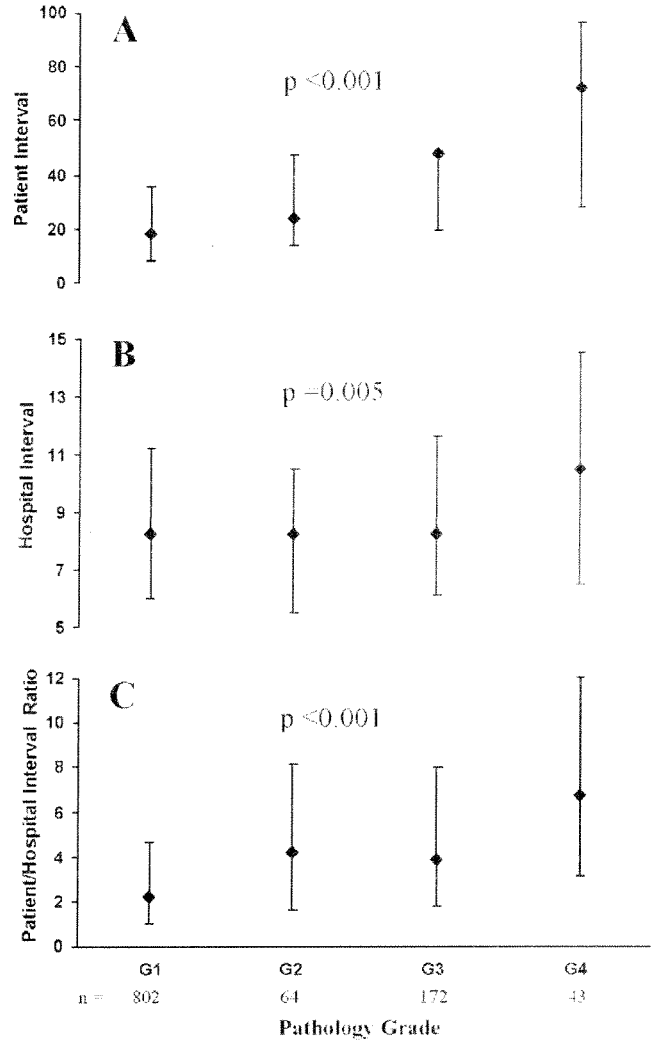 A
p <0.001
Patient Interval
100
80
60
40
20
0
B
p =0.005
Hospital Interval
15
13
11
9
7
5
C
p <0.001
Patient/Hospital Interval Ratio
12
10
8
6
4
2
0
G1 G2 G3 G4
n = 802 64 172 43
Pathology Grade